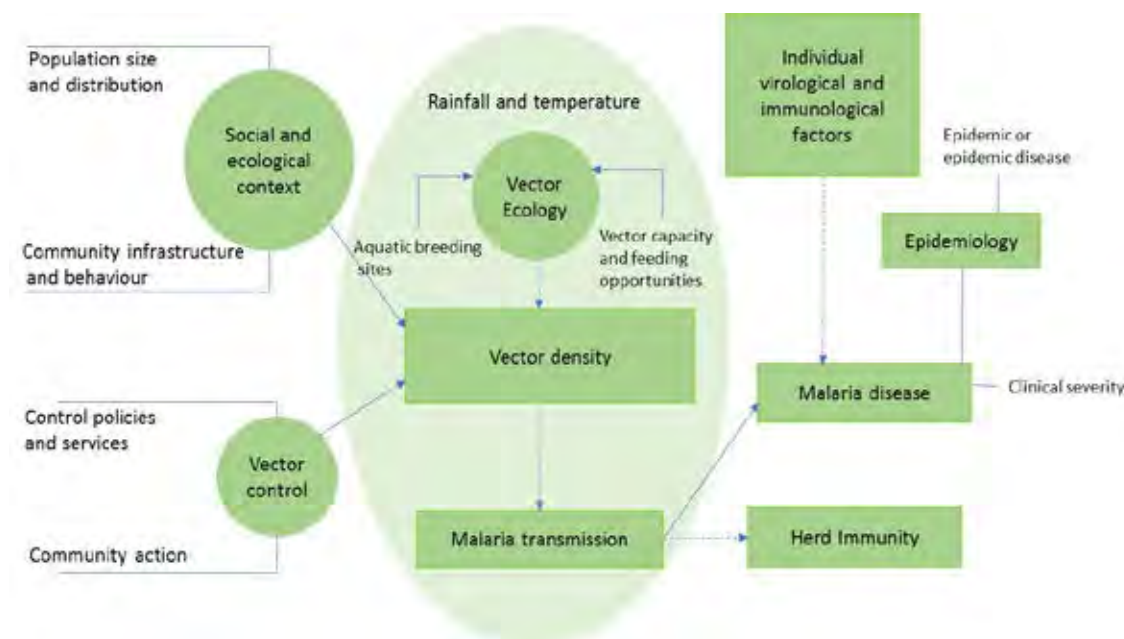 Population size
and distribution
Social and
ecological
context
Community infrastructure
and behaviour
Control policies
and services
Vector
control
Community action
Rainfall and temperature
Vector
Ecology
Aquatic breeding
sites
Vector capacity
and feeding
opportunities
Vector density
Malaria transmission
Individual
virological and
immunological
factors
Epidemic or
epidemic disease
Epidemiology
Malaria disease
Clinical severity
Herd Immunity